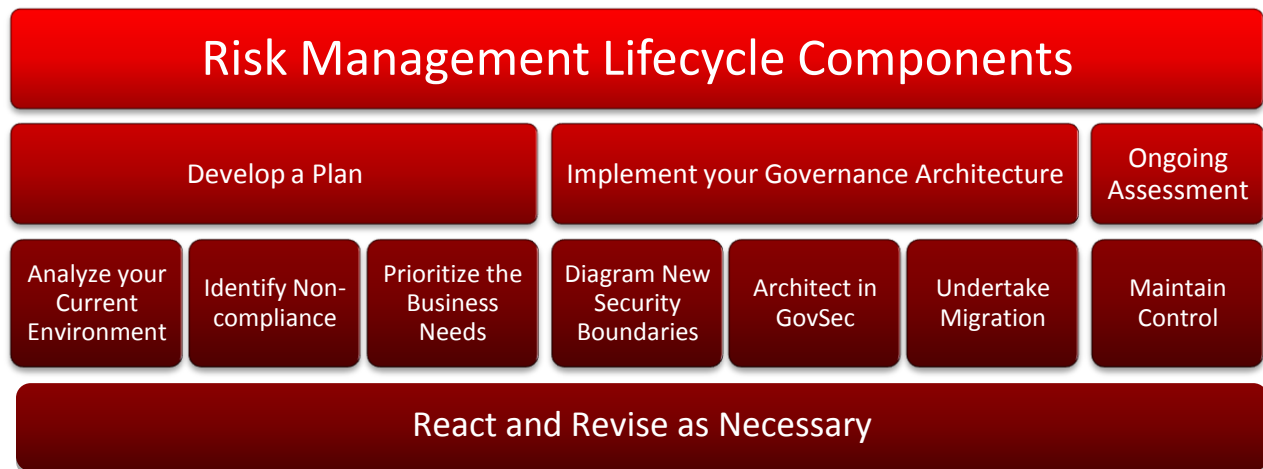 Risk Management Lifecycle Components
Develop a Plan
Implement your Governance Architecture
Ongoing
Assessment
Analyze your
Current
Environment
Identify Non-
compliance
Prioritize the
Business
Needs
Diagram New
Security
Boundaries
Architect in
GovSec
Undertake
Migration
Maintain
Control
React and Revise as Necessary